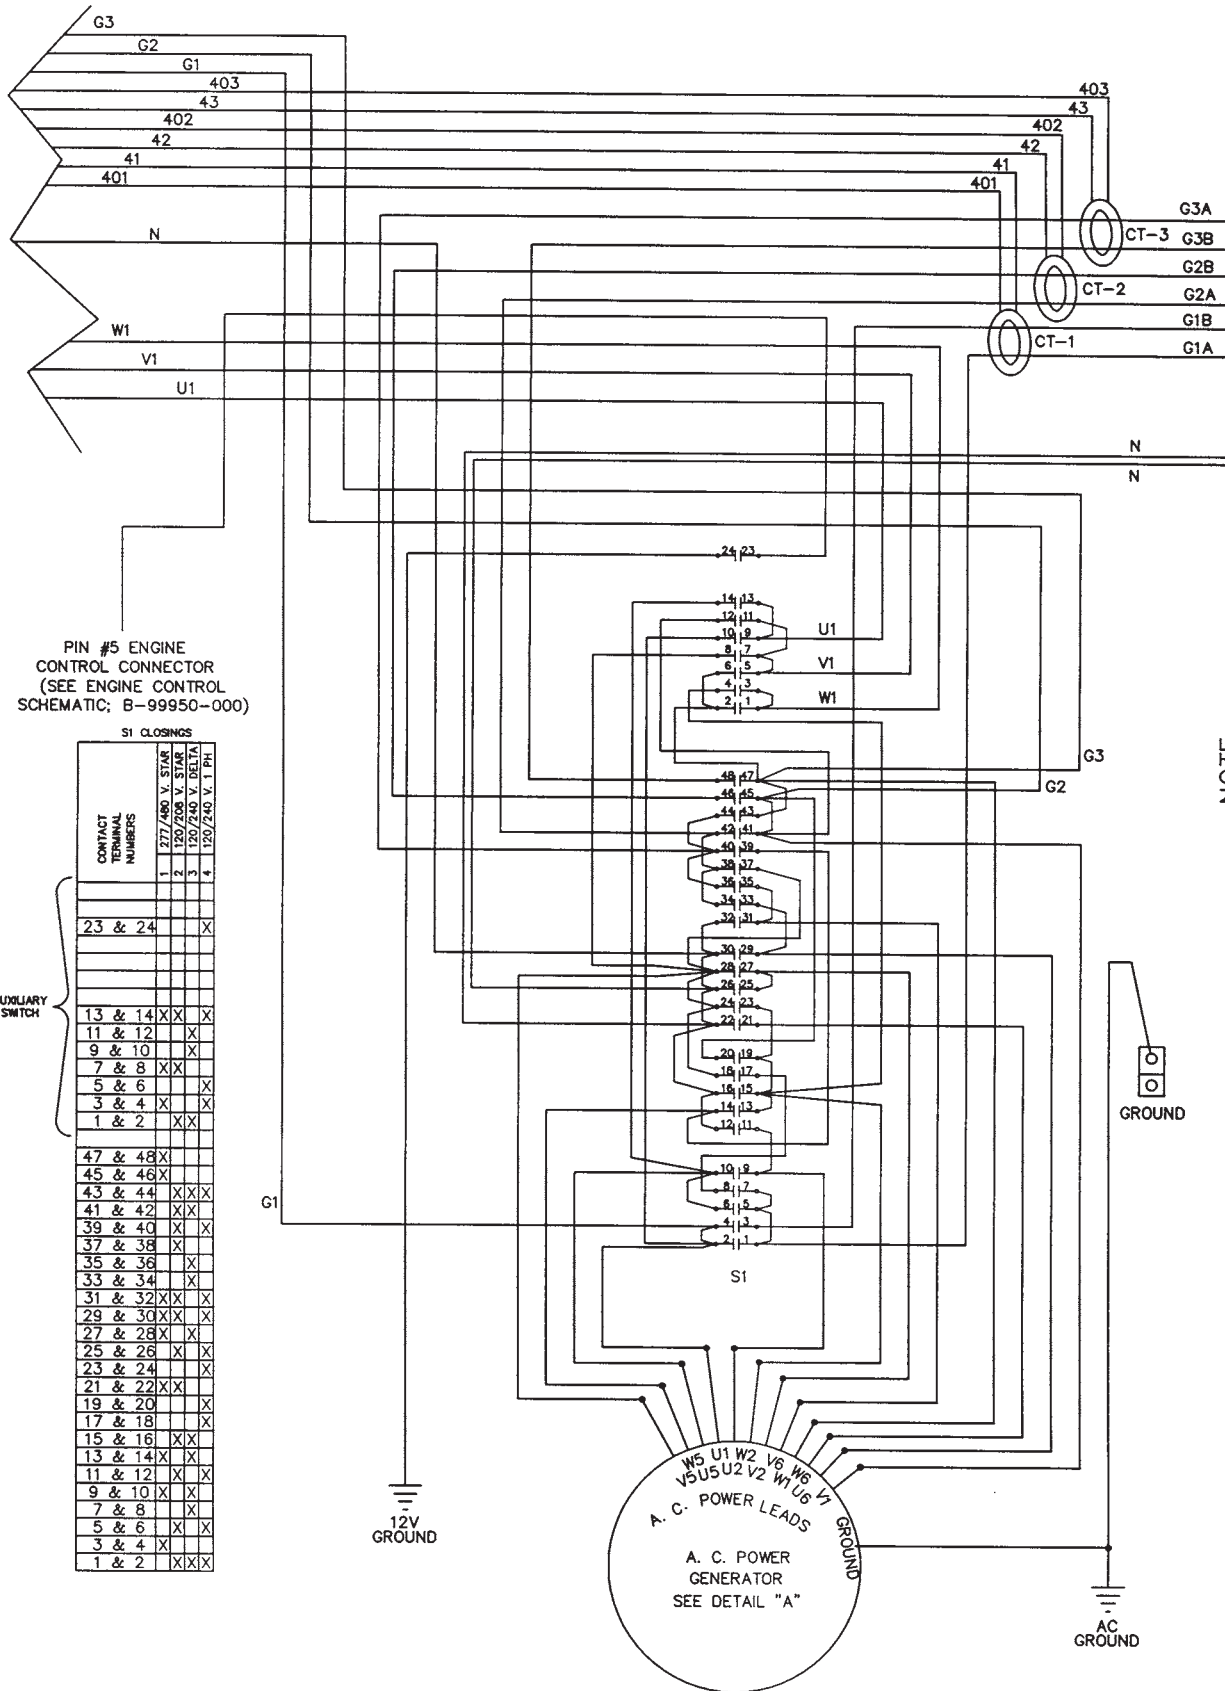 G3
G2
G1
403
403
43
43
402
402
42
42
41
41
401
401
G3A
N
CT-3
G3B
G2B
CT-2
G2A
G1B
W1
CT-1
G1A
V1
U1
N
N
24 23
14 13
12 11
10 9
8 7
6 5
4 3
2 1
U1
V1
W1
PIN #5 ENGINE
CONTROL CONNECTOR
(SEE ENGINE CONTROL
SCHEMATIC; B-99950-000)
G3
G2
NOTE
48 47
46 45
44 43
42 41
40 39
38 37
36 35
34 33
32 31
30 29
28 27
26 25
24 23
22 21
20 19
18 17
16 15
14 13
12 11
10 9
8 7
6 5
4 3
2 1
S1
G1
GROUND
S1 CLOSINGS
CONTACT
TERMINAL
NUMBERS
277/480 V. STAR
120/208 V. STAR
120/240 V. DELTA
120/240 V. 1 PH
1 2 3 4
UXILIARY
SWITCH
23 & 24 X
13 & 14 X X X
11 & 12 X
9 & 10 X
7 & 8 X X
5 & 6 X
3 & 4 X X
1 & 2 X X
47 & 48 X
45 & 46 X
43 & 44 X X X
41 & 42 X X
39 & 40 X X
37 & 38 X
35 & 36 X
33 & 34 X
31 & 32 X X X
29 & 30 X X X
27 & 28 X X
25 & 26 X X
23 & 24 X
21 & 22 X X
19 & 20 X
17 & 18 X
15 & 16 X X
13 & 14 X X
11 & 12 X X
9 & 10 X X
7 & 8 X
5 & 6 X X
3 & 4 X
1 & 2 X X X
12V
GROUND
W5 U1 W2 V6 W6 V1
V5 U5 U2 V2 W1 U6
A. C. POWER LEADS
GROUND
A. C. POWER
GENERATOR
SEE DETAIL "A"
AC
GROUND